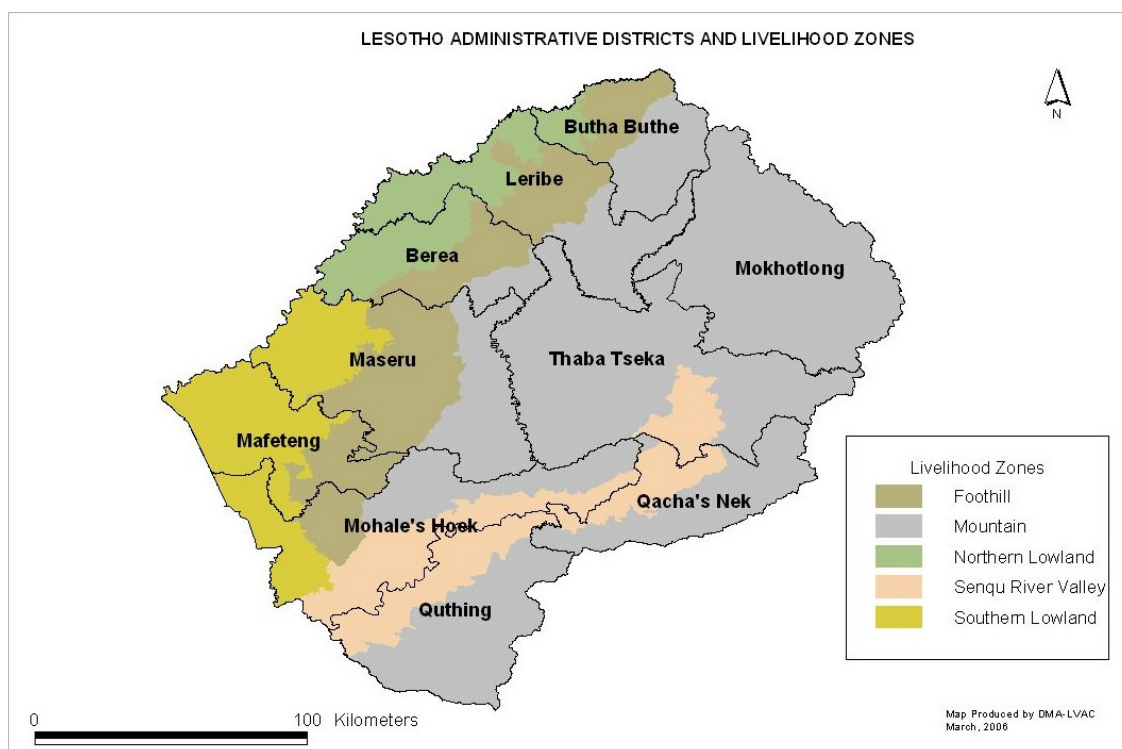 LESOTHO ADMINISTRATIVE DISTRICTS AND LIVELIHOOD ZONES
N
Butha Buthe
Leribe
Berea
Mokhotlong
Maseru
Thaba Tseka
Mafeteng
Qacha's Nek
Mohale's Hoek
Quthing
Livelihood Zones
Foothill
Mountain
Northern Lowland
Senqu River Valley
Southern Lowland
0 100 Kilometers
Map Produced by DMA-LVAC
March, 2006